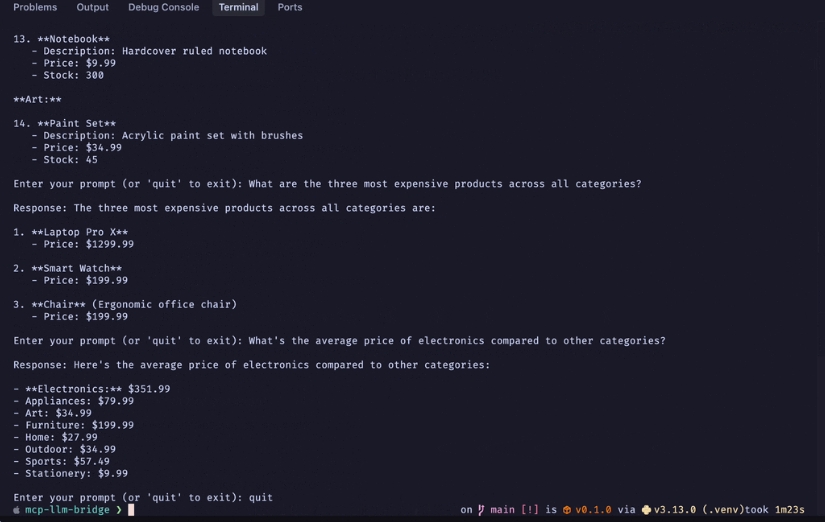 Problems Output Debug Console Terminal Ports
13. **Notebook**
- Description: Hardcover ruled notebook
- Price: $9.99
- Stock: 300
**Art:**
14. **Paint Set**
- Description: Acrylic paint set with brushes
- Price: $34.99
- Stock: 45
Enter your prompt (or 'quit' to exit): What are the three most expensive products across all categories?
Response: The three most expensive products across all categories are:
1. **Laptop Pro X**
- Price: $1299.99
2. **Smart Watch**
- Price: $199.99
3. **Chair** (Ergonomic office chair)
- Price: $199.99
Enter your prompt (or 'quit' to exit): What's the average price of electronics compared to other categories?
Response: Here's the average price of electronics compared to other categories:
- **Electronics:** $351.99
- Appliances: $79.99
- Art: $34.99
- Furniture: $199.99
- Home: $27.99
- Outdoor: $34.99
- Sports: $57.49
- Stationery: $9.99
Enter your prompt (or 'quit' to exit): quit
mcp-llm-bridge ❯ on main [!] is v0.1.0 via v3.13.0 (.venv)took 1m23s